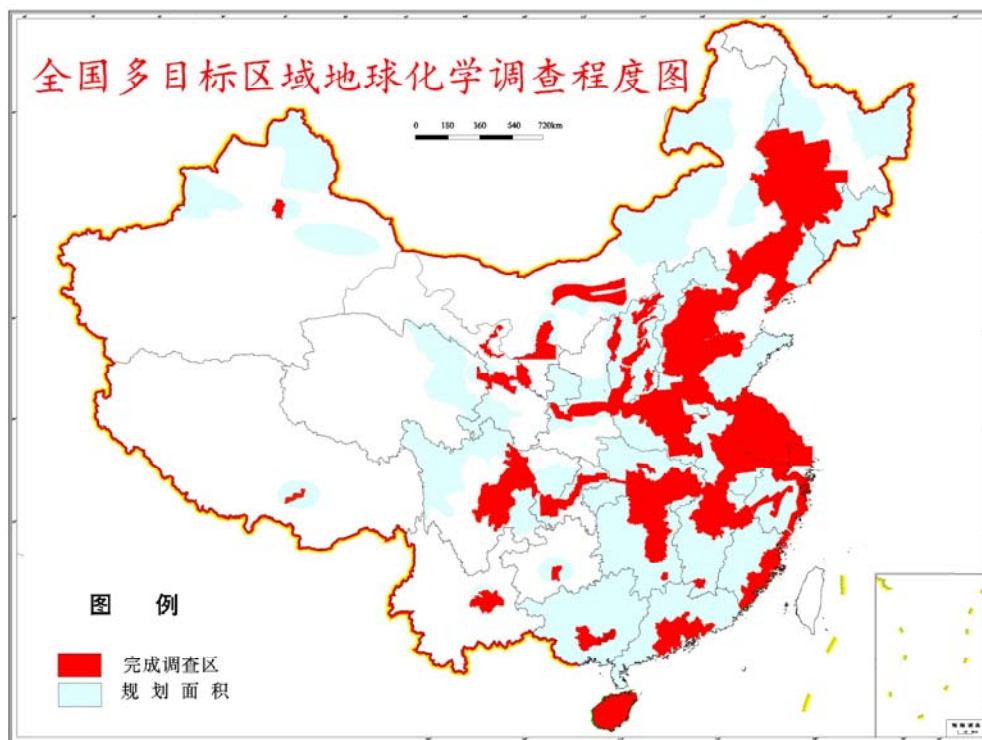 全国多目标区域地球化学调查程度图
0 180 360 540 720km
图 例
完成调查区
规 划 面 积